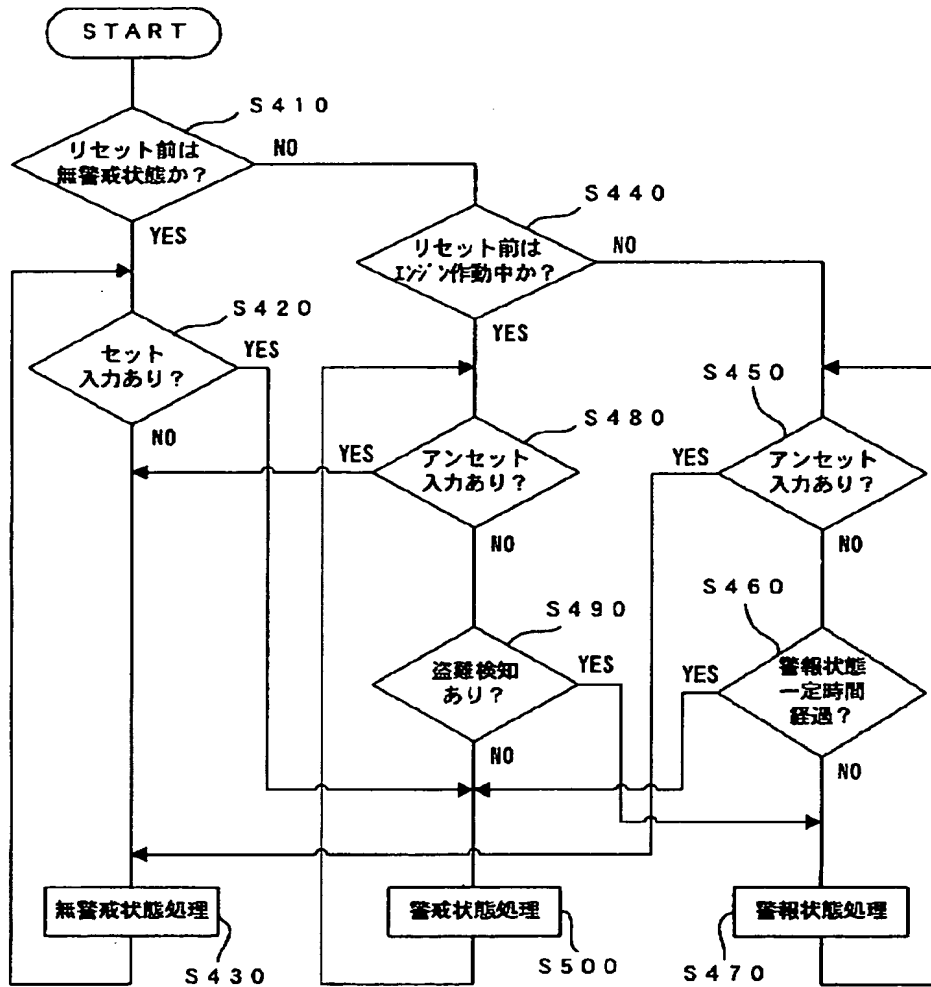 ＳＴＡＲＴ
Ｓ４１０
リセット前は
無警戒状態か？
NO
YES
Ｓ４４０
リセット前は
ｴﾝｼﾞﾝ作動中か？
NO
YES
Ｓ４２０
セット
入力あり？
YES
NO
Ｓ４８０
アンセット
入力あり？
YES
NO
Ｓ４５０
アンセット
入力あり？
YES
NO
Ｓ４９０
盗難検知
あり？
YES
NO
Ｓ４６０
警報状態
一定時間
経過？
YES
NO
無警戒状態処理
Ｓ４３０
警戒状態処理
Ｓ５００
警報状態処理
Ｓ４７０